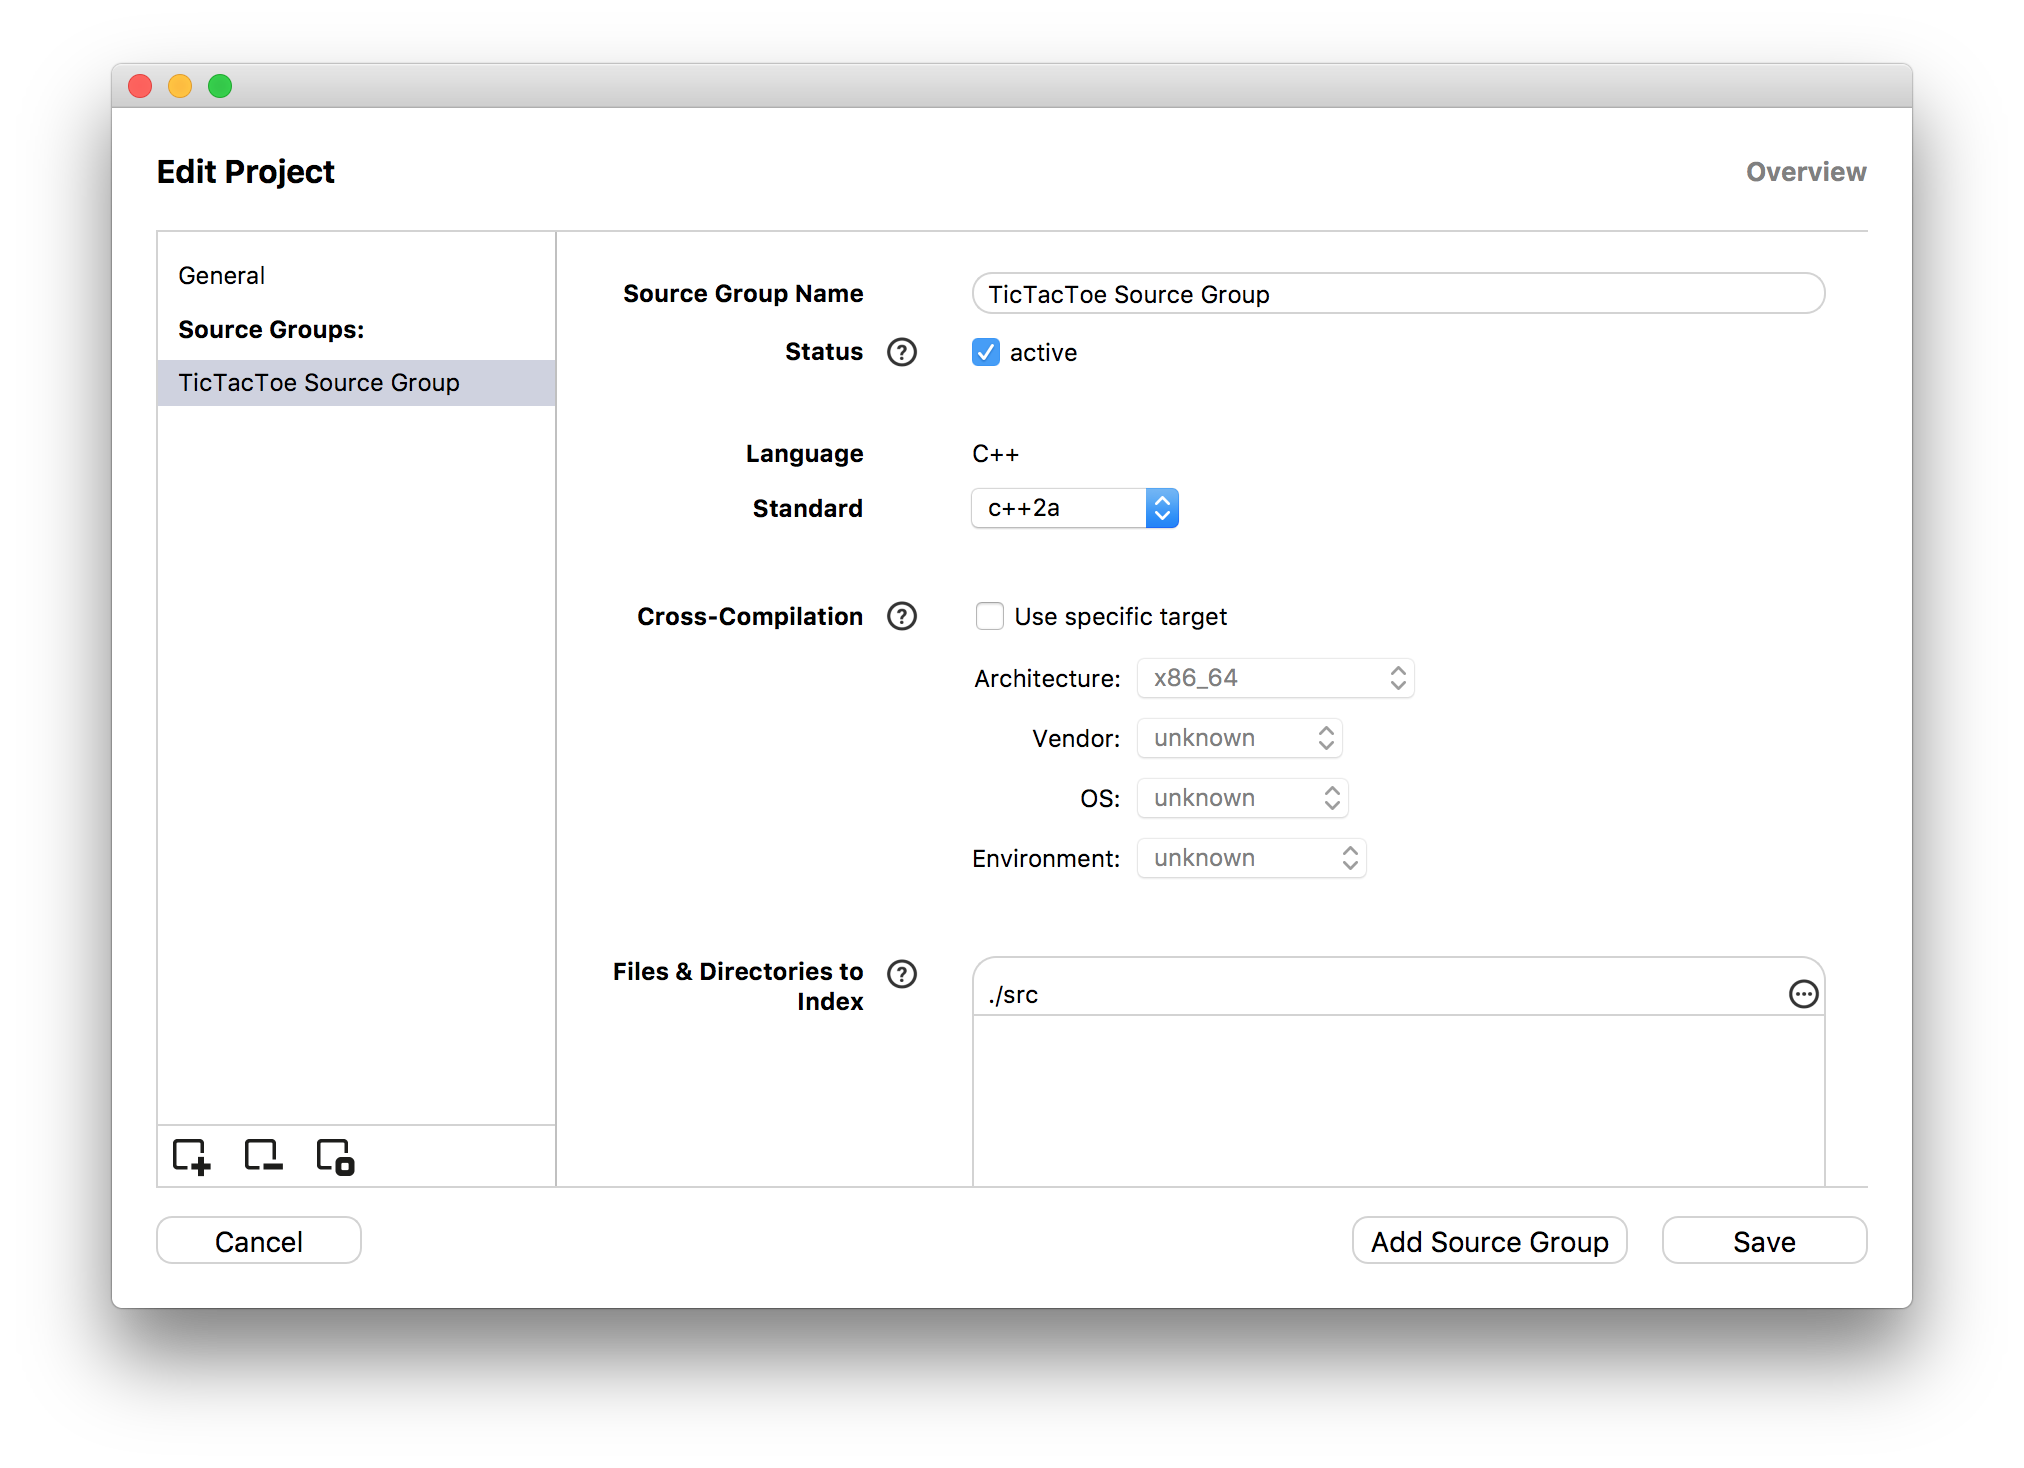 Edit Project
Overview
General
Source Groups:
TicTacToe Source Group
Source Group Name
TicTacToe Source Group
Status
active
Language
C++
Standard
c++2a
Cross-Compilation
Use specific target
Architecture:
x86_64
Vendor:
unknown
OS:
unknown
Environment:
unknown
Files & Directories to
Index
./src
Cancel
Add Source Group
Save